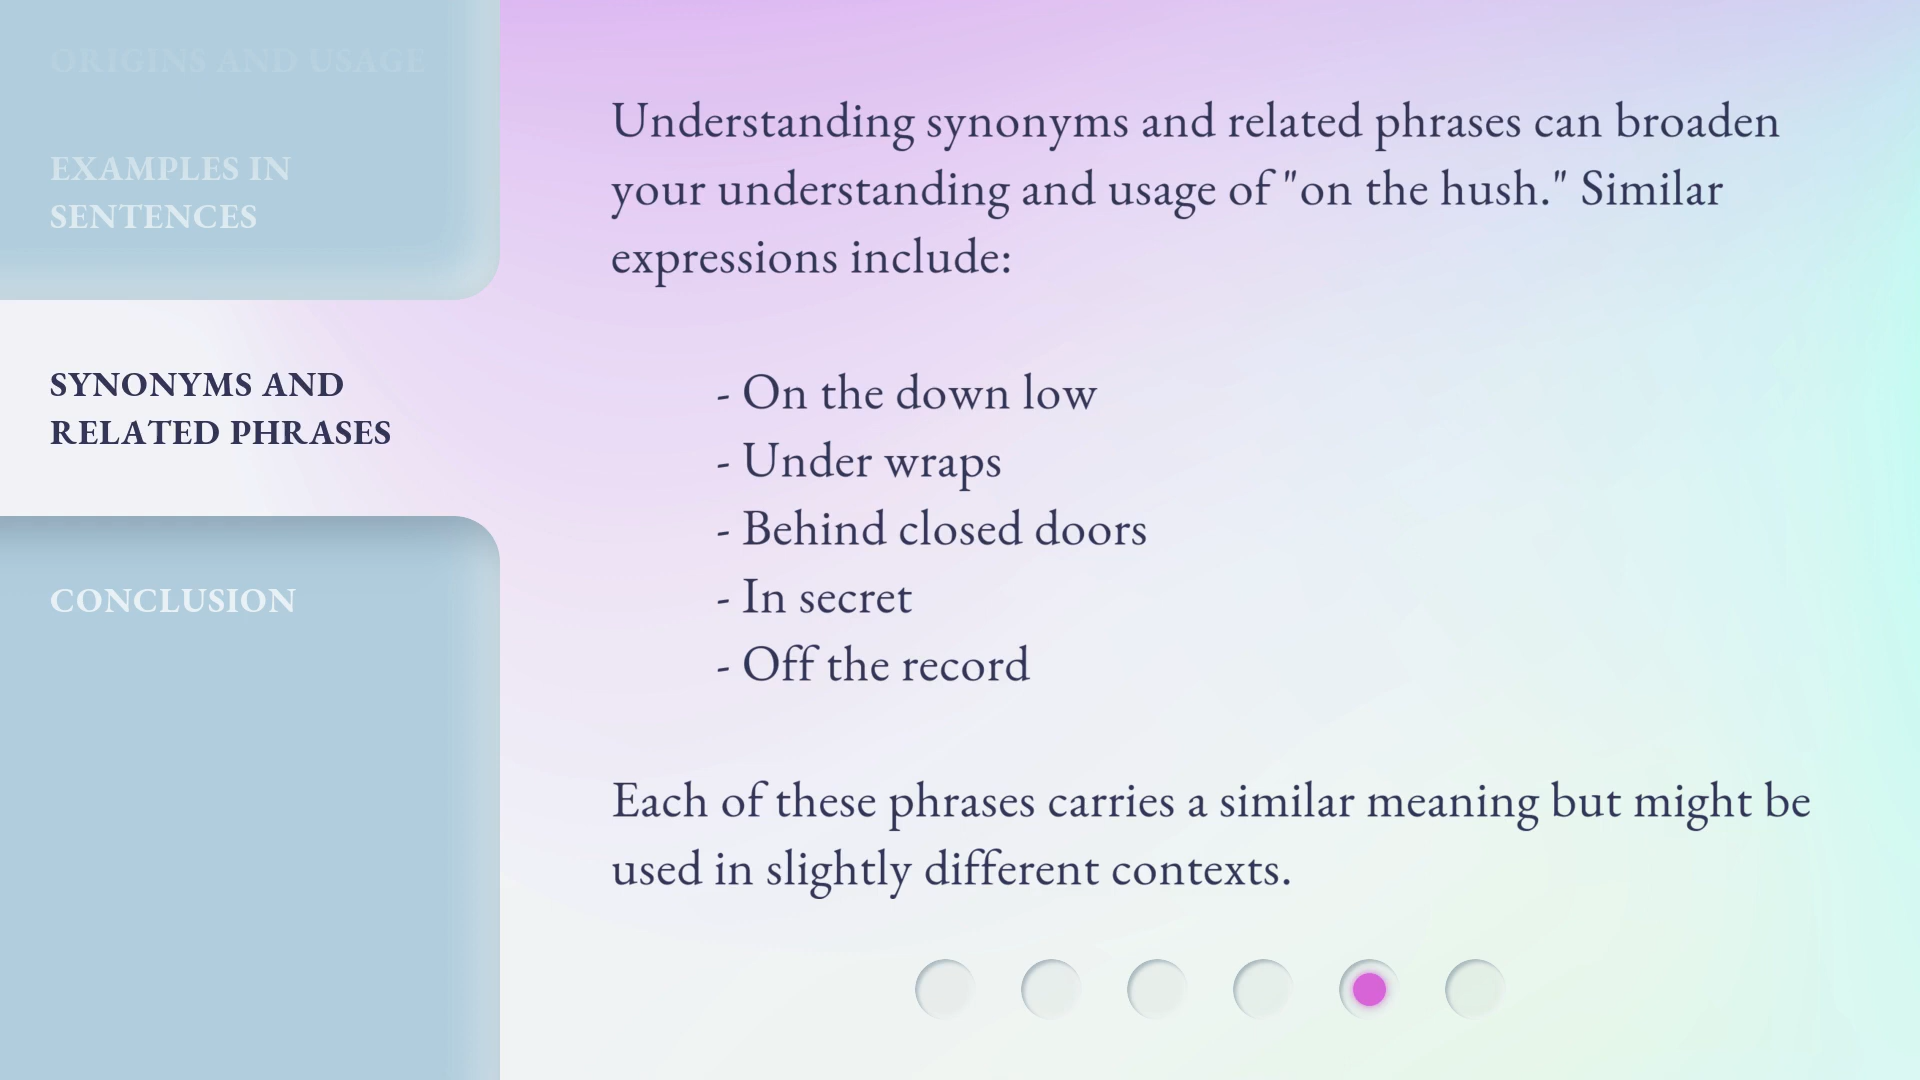 ORIGINS AND USAGE
EXAMPLES IN
SENTENCES
SYNONYMS AND
RELATED PHRASES
CONCLUSION
Understanding synonyms and related phrases can broaden
your understanding and usage of "on the hush." Similar
expressions include:
- On the down low
- Under wraps
- Behind closed doors
- In secret
- Off the record
Each of these phrases carries a similar meaning but might be
used in slightly different contexts.